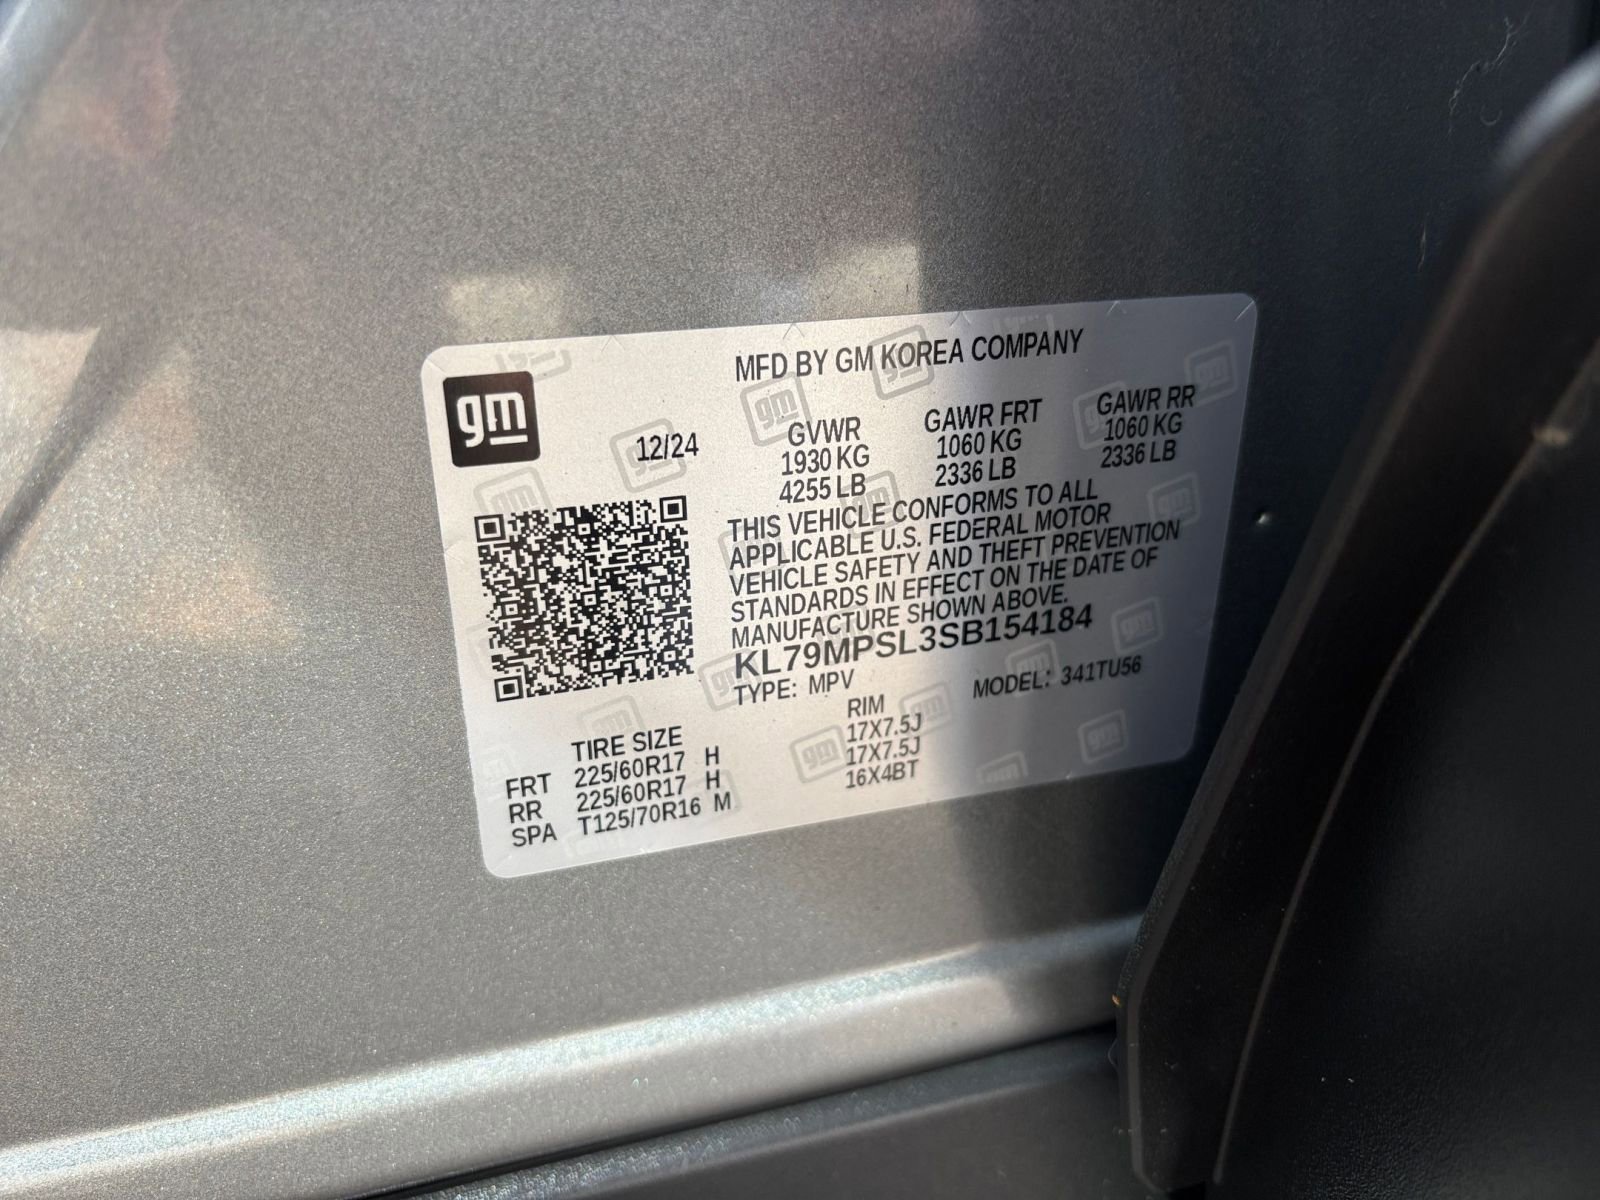 gm
MFD BY GM KOREA COMPANY
12/24
GVWR GAWR FRT GAWR RR
1930 KG 1060 KG 1060 KG
4255 LB 2336 LB 2336 LB
THIS VEHICLE CONFORMS TO ALL
APPLICABLE U.S. FEDERAL MOTOR
VEHICLE SAFETY AND THEFT PREVENTION
STANDARDS IN EFFECT ON THE DATE OF
MANUFACTURE SHOWN ABOVE.
KL79MPSL3SB154184
TYPE: MPV MODEL: 341TU56
TIRE SIZE RIM
FRT 225/60R17 H 17X7.5J
RR 225/60R17 H 17X7.5J
SPA T125/70R16 M 16X4BT